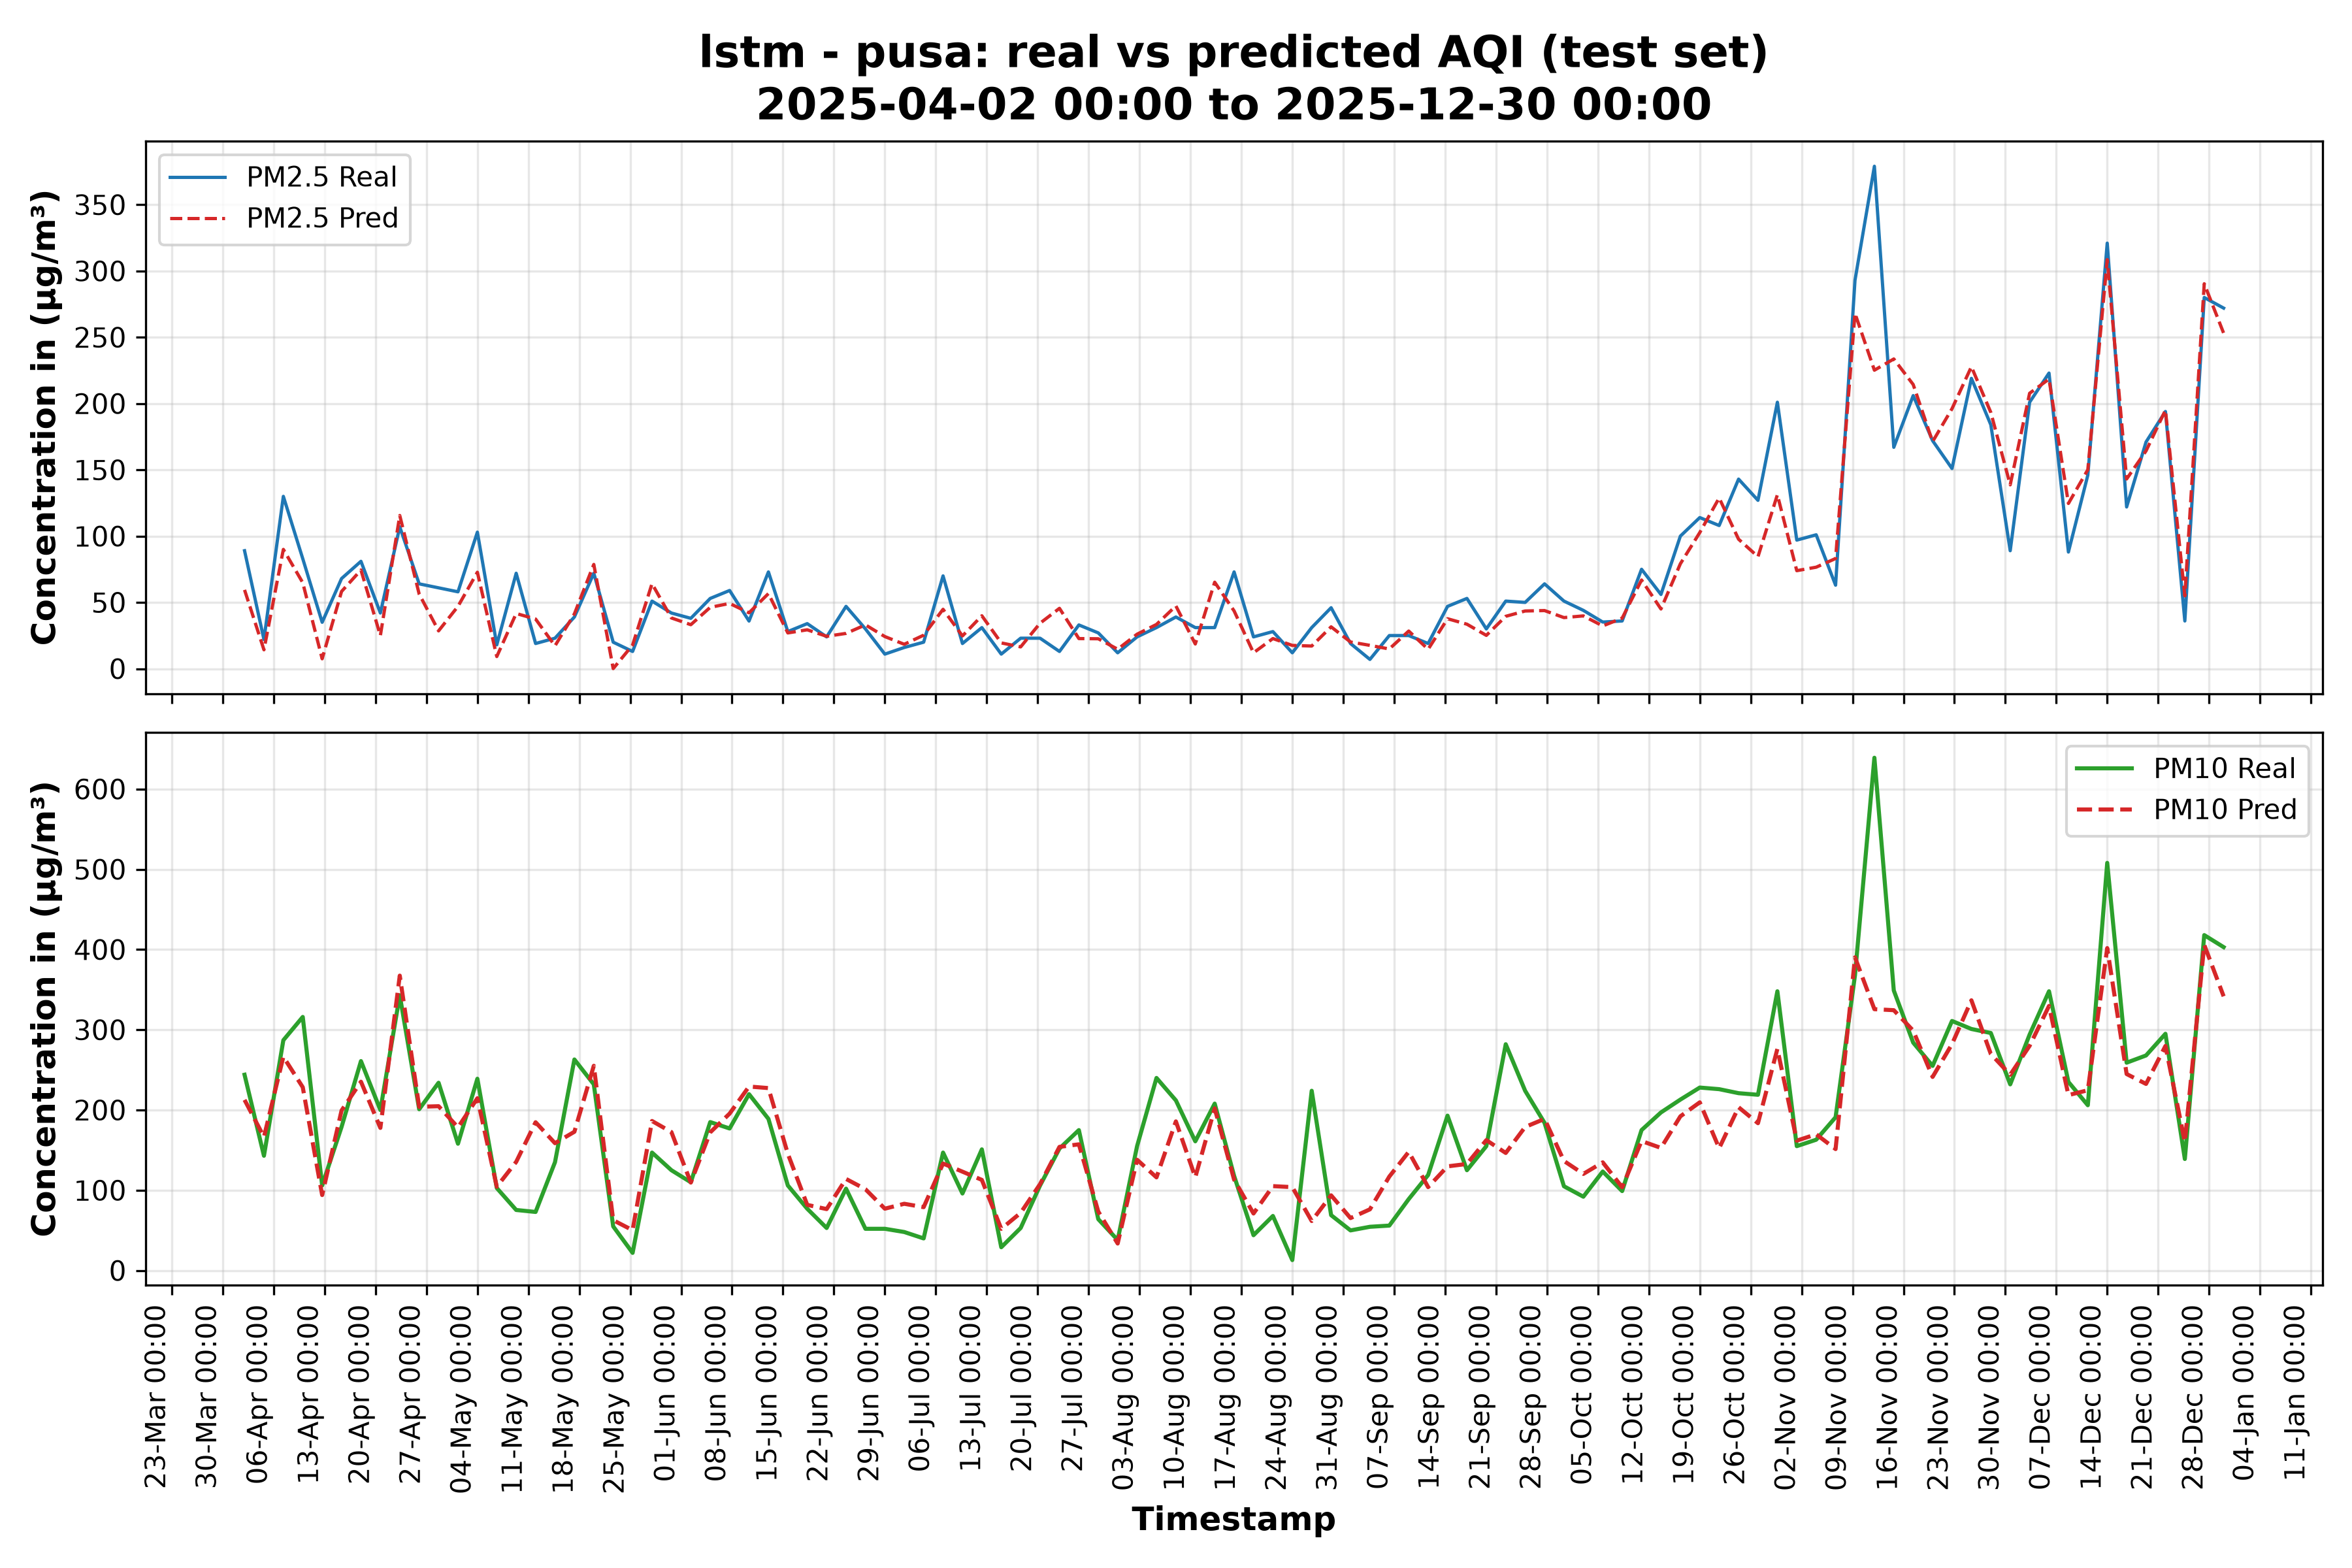 lstm - pusa: real vs predicted AQI (test set)
2025-04-02 00:00 to 2025-12-30 00:00
Concentration in (µg/m³)
350
300
250
200
150
100
50
0
PM2.5 Real
PM2.5 Pred
Concentration in (µg/m³)
600
500
400
300
200
100
0
PM10 Real
PM10 Pred
23-Mar 00:00
30-Mar 00:00
06-Apr 00:00
13-Apr 00:00
20-Apr 00:00
27-Apr 00:00
04-May 00:00
11-May 00:00
18-May 00:00
25-May 00:00
01-Jun 00:00
08-Jun 00:00
15-Jun 00:00
22-Jun 00:00
29-Jun 00:00
06-Jul 00:00
13-Jul 00:00
20-Jul 00:00
27-Jul 00:00
03-Aug 00:00
10-Aug 00:00
17-Aug 00:00
24-Aug 00:00
31-Aug 00:00
07-Sep 00:00
14-Sep 00:00
21-Sep 00:00
28-Sep 00:00
05-Oct 00:00
12-Oct 00:00
19-Oct 00:00
26-Oct 00:00
02-Nov 00:00
09-Nov 00:00
16-Nov 00:00
23-Nov 00:00
30-Nov 00:00
07-Dec 00:00
14-Dec 00:00
21-Dec 00:00
28-Dec 00:00
04-Jan 00:00
11-Jan 00:00
Timestamp